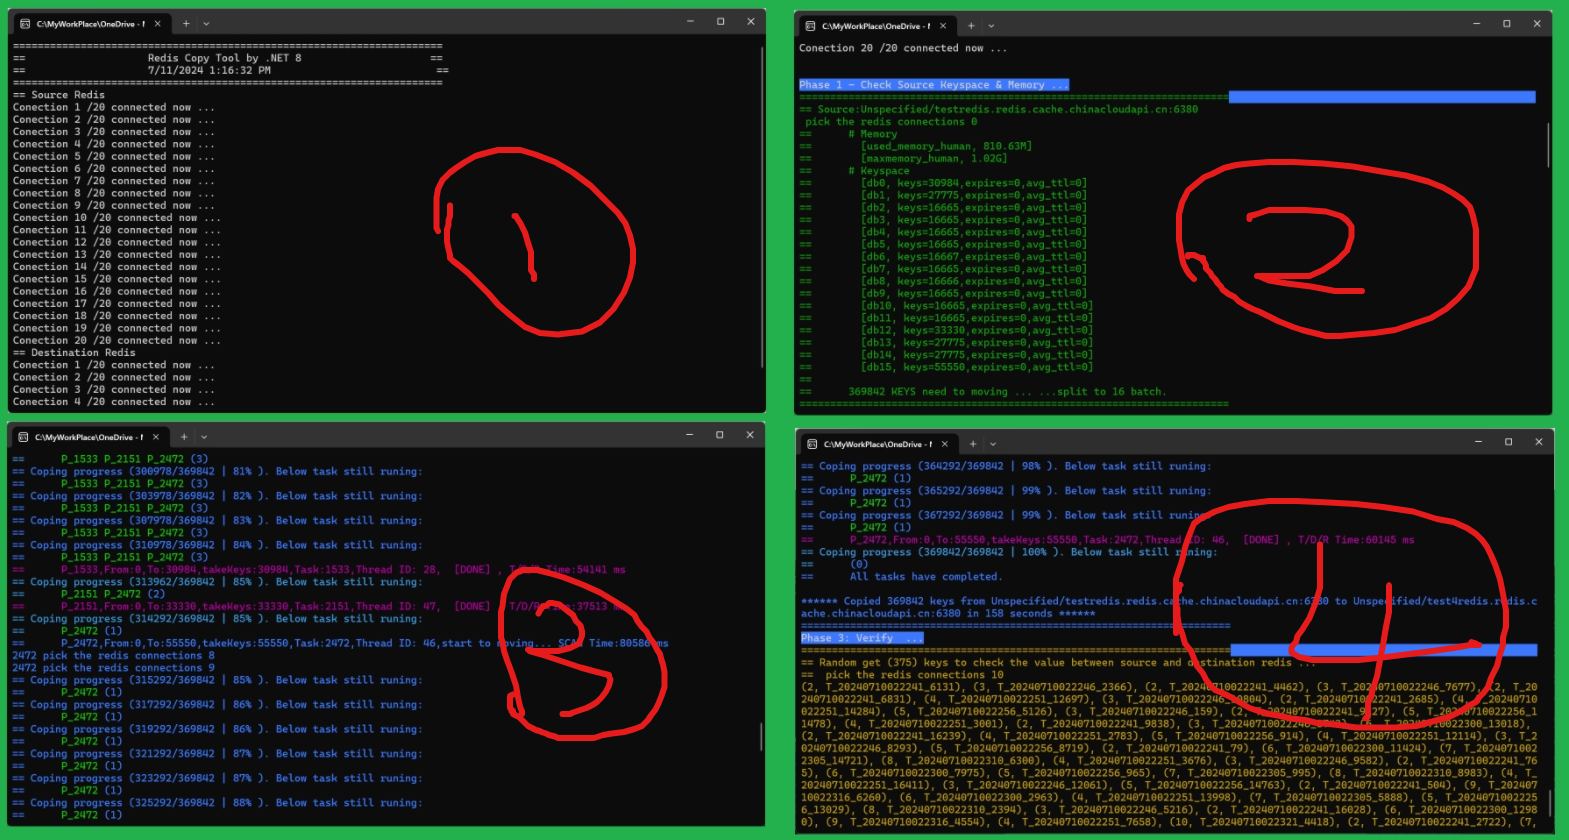 C:\MyWorkPlace\OneDrive - M
======================================================================
==                    Redis Copy Tool by .NET 8                     ==
==                    7/11/2024 1:16:32 PM                           ==
======================================================================
== Source Redis
Conection 1 /20 connected now ...
Conection 2 /20 connected now ...
Conection 3 /20 connected now ...
Conection 4 /20 connected now ...
Conection 5 /20 connected now ...
Conection 6 /20 connected now ...
Conection 7 /20 connected now ...
Conection 8 /20 connected now ...
Conection 9 /20 connected now ...
Conection 10 /20 connected now ...
Conection 11 /20 connected now ...
Conection 12 /20 connected now ...
Conection 13 /20 connected now ...
Conection 14 /20 connected now ...
Conection 15 /20 connected now ...
Conection 16 /20 connected now ...
Conection 17 /20 connected now ...
Conection 18 /20 connected now ...
Conection 19 /20 connected now ...
Conection 20 /20 connected now ...
== Destination Redis
Conection 1 /20 connected now ...
Conection 2 /20 connected now ...
Conection 3 /20 connected now ...
Conection 4 /20 connected now ...
1
C:\MyWorkPlace\OneDrive - M
Conection 20 /20 connected now ...
Phase 1 - Check Source Keyspace & Memory ...
======================================================================
== Source:Unspecified/testredis.redis.cache.chinacloudapi.cn:6380
pick the redis connections 0
==      # Memory
==        [used_memory_human, 810.63M]
==        [maxmemory_human, 1.02G]
==      # Keyspace
==        [db0, keys=30984,expires=0,avg_ttl=0]
==        [db1, keys=27775,expires=0,avg_ttl=0]
==        [db2, keys=16665,expires=0,avg_ttl=0]
==        [db3, keys=16665,expires=0,avg_ttl=0]
==        [db4, keys=16665,expires=0,avg_ttl=0]
==        [db5, keys=16665,expires=0,avg_ttl=0]
==        [db6, keys=16667,expires=0,avg_ttl=0]
==        [db7, keys=16665,expires=0,avg_ttl=0]
==        [db8, keys=16666,expires=0,avg_ttl=0]
==        [db9, keys=16665,expires=0,avg_ttl=0]
==        [db10, keys=16665,expires=0,avg_ttl=0]
==        [db11, keys=16665,expires=0,avg_ttl=0]
==        [db12, keys=33330,expires=0,avg_ttl=0]
==        [db13, keys=27775,expires=0,avg_ttl=0]
==        [db14, keys=27775,expires=0,avg_ttl=0]
==        [db15, keys=55550,expires=0,avg_ttl=0]
==
==      369842 KEYS need to moving ... ...split to 16 batch.
======================================================================
2
C:\MyWorkPlace\OneDrive - M
==      P_1533 P_2151 P_2472 (3)
== Coping progress (300978/369842 | 81% ). Below task still runing:
==      P_1533 P_2151 P_2472 (3)
== Coping progress (303978/369842 | 82% ). Below task still runing:
==      P_1533 P_2151 P_2472 (3)
== Coping progress (307978/369842 | 83% ). Below task still runing:
==      P_1533 P_2151 P_2472 (3)
== Coping progress (310978/369842 | 84% ). Below task still runing:
==      P_1533 P_2151 P_2472 (3)
==      P_1533,From:0,To:30984,takeKeys:30984,Task:1533,Thread ID: 28,  [DONE] , T/D/R Time:54141 ms
== Coping progress (313962/369842 | 85% ). Below task still runing:
==      P_2151 P_2472 (2)
==      P_2151,From:0,To:33330,takeKeys:33330,Task:2151,Thread ID: 47,  [DONE] , T/D/R Time:37513 ms
== Coping progress (314292/369842 | 85% ). Below task still runing:
==      P_2472 (1)
==      P_2472,From:0,To:55550,takeKeys:55550,Task:2472,Thread ID: 46,start to moving... SCAN Time:80586 ms
2472 pick the redis connections 8
2472 pick the redis connections 9
== Coping progress (315292/369842 | 85% ). Below task still runing:
==      P_2472 (1)
== Coping progress (317292/369842 | 86% ). Below task still runing:
==      P_2472 (1)
== Coping progress (319292/369842 | 86% ). Below task still runing:
==      P_2472 (1)
== Coping progress (321292/369842 | 87% ). Below task still runing:
==      P_2472 (1)
== Coping progress (323292/369842 | 87% ). Below task still runing:
==      P_2472 (1)
== Coping progress (325292/369842 | 88% ). Below task still runing:
==      P_2472 (1)
3
C:\MyWorkPlace\OneDrive - M
== Coping progress (364292/369842 | 98% ). Below task still runing:
==      P_2472 (1)
== Coping progress (365292/369842 | 99% ). Below task still runing:
==      P_2472 (1)
== Coping progress (367292/369842 | 99% ). Below task still runing:
==      P_2472 (1)
==      P_2472,From:0,To:55550,takeKeys:55550,Task:2472,Thread ID: 46,  [DONE] , T/D/R Time:60145 ms
== Coping progress (369842/369842 | 100% ). Below task still runing:
==      (0)
==      All tasks have completed.
****** Copied 369842 keys from Unspecified/testredis.redis.cache.chinacloudapi.cn:6380 to Unspecified/test4redis.redis.c
ache.chinacloudapi.cn:6380 in 158 seconds ******
======================================================================
Phase 3: Verify  ...
======================================================================
== Random get (375) keys to check the value between source and destination redis ...
==  pick the redis connections 10
(2, T_20240710022241_6131), (3, T_20240710022246_2366), (2, T_20240710022241_4462), (3, T_20240710022246_7677), (2, T_20
240710022241_6831), (4, T_20240710022251_12697), (3, (2, T_20240710022241_2685), (4, T_20240710
022251_14284), (5, T_20240710022256_5126), (3, T_20240710022246_159), (2, (5, T_20240710022256_1
1478), (4, T_20240710022251_3001), (2, T_20240710022241_9838), (3, T_20240710022300_13018),
(2, T_20240710022241_16239), (4, T_20240710022251_2783), (5, T_20240710022256_914), (4, T_20240710022251_12114), (3, T_2
0240710022246_8293), (5, T_20240710022256_8719), (2, T_20240710022241_79), (6, T_20240710022300_11424), (7, T_2024071002
2305_14721), (8, T_20240710022310_6300), (4, T_20240710022251_3676), (3, T_20240710022246_9582), (2, T_20240710022241_76
5), (6, T_20240710022300_7975), (5, T_20240710022256_965), (7, T_20240710022305_995), (8, T_20240710022310_8983), (4, T_
20240710022251_16411), (3, T_20240710022246_12061), (5, T_20240710022256_14763), (2, T_20240710022241_504), (9, T_202407
10022316_6260), (6, T_20240710022300_2963), (4, T_20240710022251_13998), (7, T_20240710022305_5888), (5, T_2024071002225
6_13029), (8, T_20240710022310_2394), (3, T_20240710022246_5216), (2, T_20240710022241_16028), (6, T_20240710022300_1298
0), (9, T_20240710022316_4554), (4, T_20240710022251_7658), (10, T_20240710022321_4418), (2, T_20240710022241_2722), (7,
4